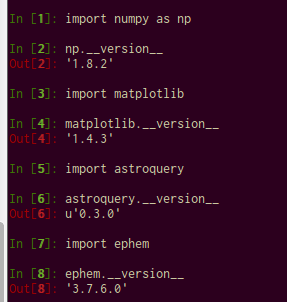 In [1]: import numpy as np
In [2]: np.__version__
Out[2]: '1.8.2'
In [3]: import matplotlib
In [4]: matplotlib.__version__
Out[4]: '1.4.3'
In [5]: import astroquery
In [6]: astroquery.__version__
Out[6]: u'0.3.0'
In [7]: import ephem
In [8]: ephem.__version__
Out[8]: '3.7.6.0'